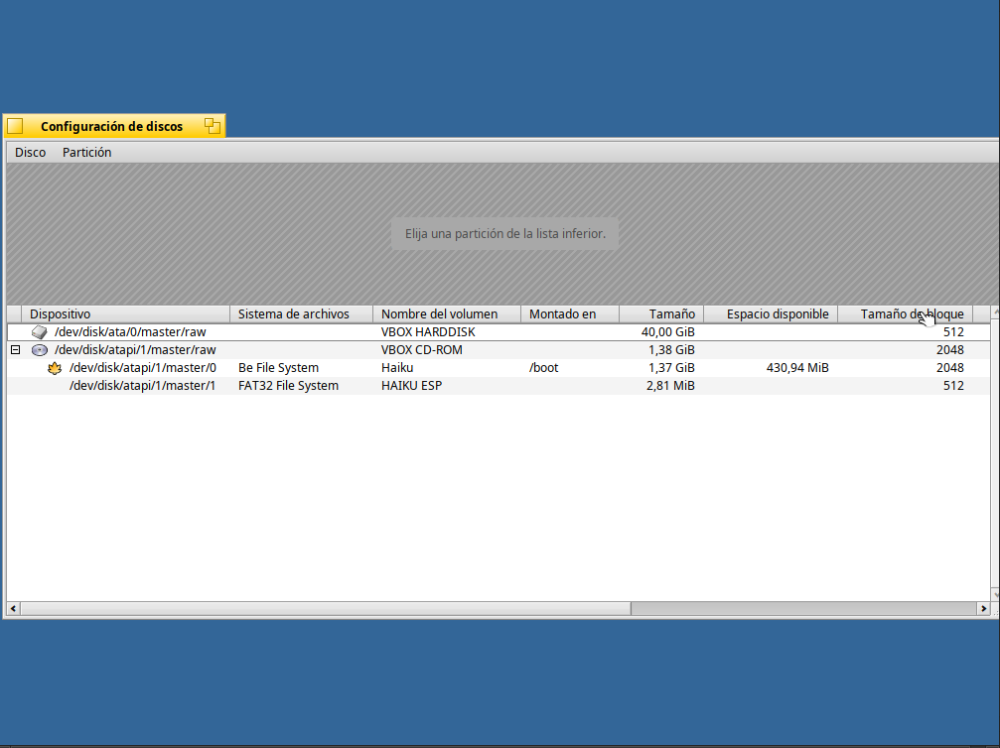 Configuración de discos
Disco Partición
Elija una partición de la lista inferior.
Dispositivo Sistema de archivos Nombre del volumen Montado en Tamaño Espacio disponible Tamaño de bloque
/dev/disk/ata/0/master/raw VBOX HARDDISK 40,00 GiB 512
/dev/disk/atapi/1/master/raw VBOX CD-ROM 1,38 GiB 2048
/dev/disk/atapi/1/master/0 Be File System Haiku /boot 1,37 GiB 430,94 MiB 2048
/dev/disk/atapi/1/master/1 FAT32 File System HAIKU ESP 2,81 MiB 512